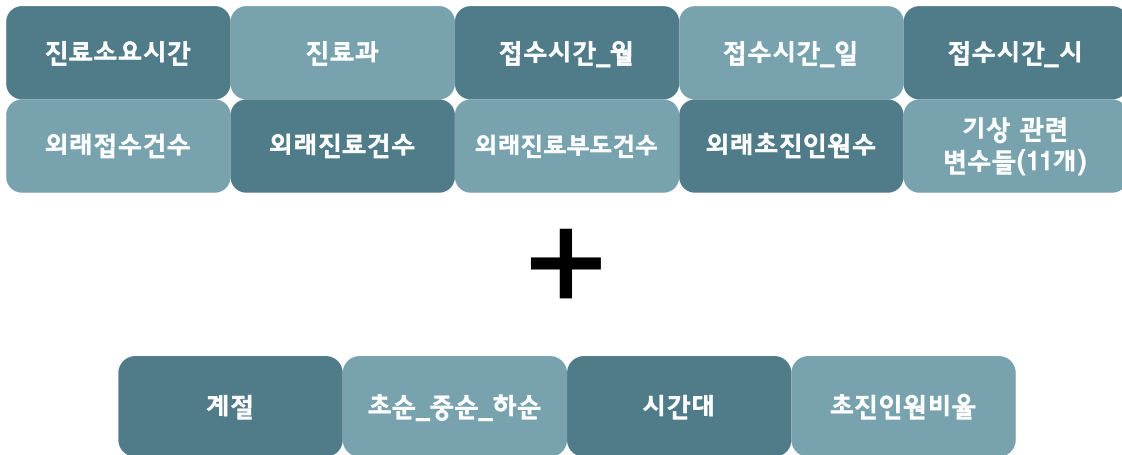 진료소요시간
진료과
접수시간_월
접수시간_일
접수시간_시
외래접수건수
외래진료건수
외래진료부도건수
외래초진인원수
기상 관련
변수들(11개)
+
계절
초순_중순_하순
시간대
초진인원비율